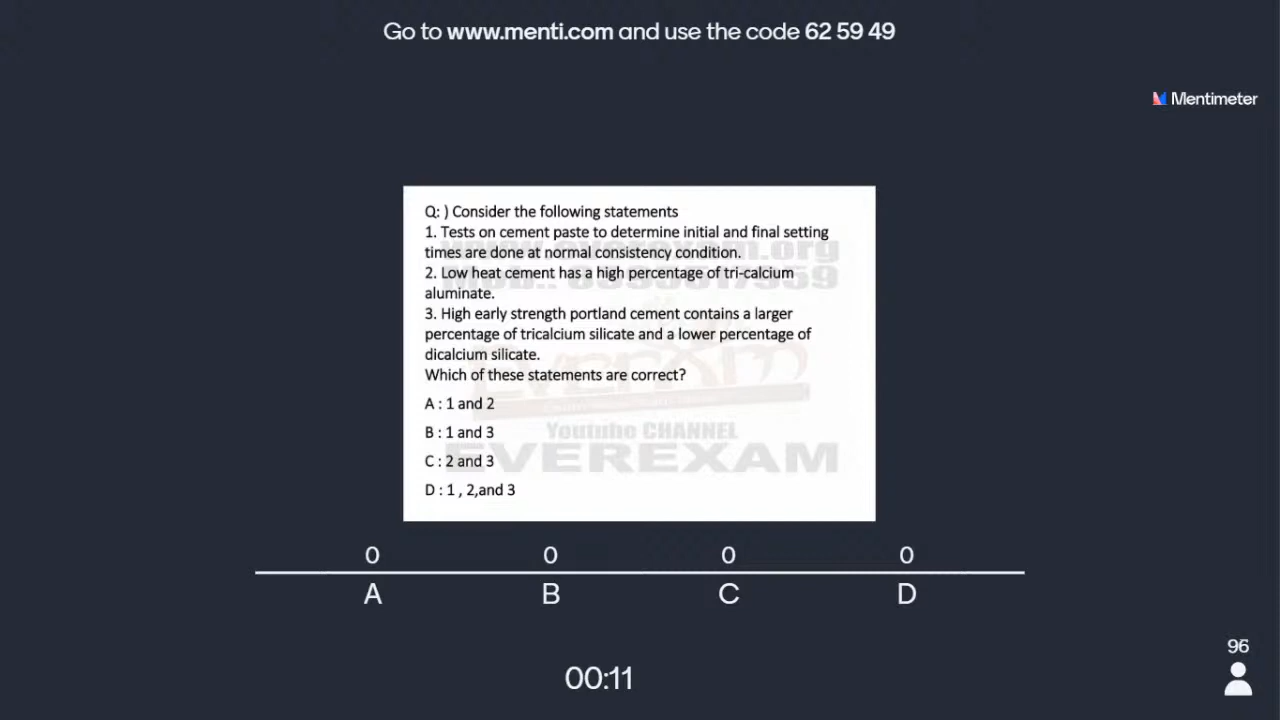 Go to www.menti.com and use the code 62 59 49
Mentimeter
Q: ) Consider the following statements
1. Tests on cement paste to determine initial and final setting
times are done at normal consistency condition.
2. Low heat cement has a high percentage of tri-calcium
aluminate.
3. High early strength portland cement contains a larger
percentage of tricalcium silicate and a lower percentage of
dicalcium silicate.
Which of these statements are correct?
A : 1 and 2
B : 1 and 3
Youtube CHANNEL
C : 2 and 3
EVEREXAM
D : 1 , 2,and 3
0 0 0 0
A B C D
00:11
96